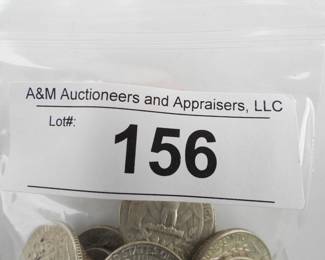 A&M Auctioneers and Appraisers, LLC
Lot#:
156